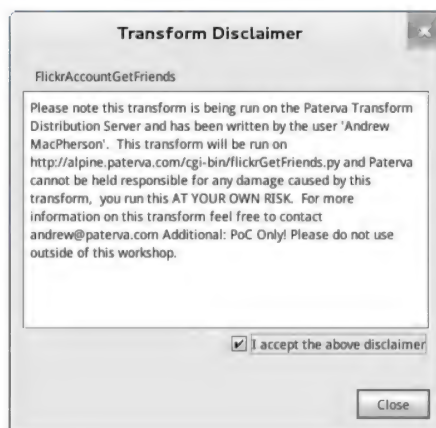 Transform Disclaimer
FlickrAccountGetFriends
Please note this transform is being run on the Paterva Transform
Distribution Server and has been written by the user 'Andrew
MacPherson'. This transform will be run on
http://alpine.paterva.com/cgi-bin/flickrGetFriends.py and Paterva
cannot be held responsible for any damage caused by this
transform, you run this AT YOUR OWN RISK. For more
information on this transform feel free to contact
andrew@paterva.com Additional: PoC Only! Please do not use
outside of this workshop.
I accept the above disclaimer
Close